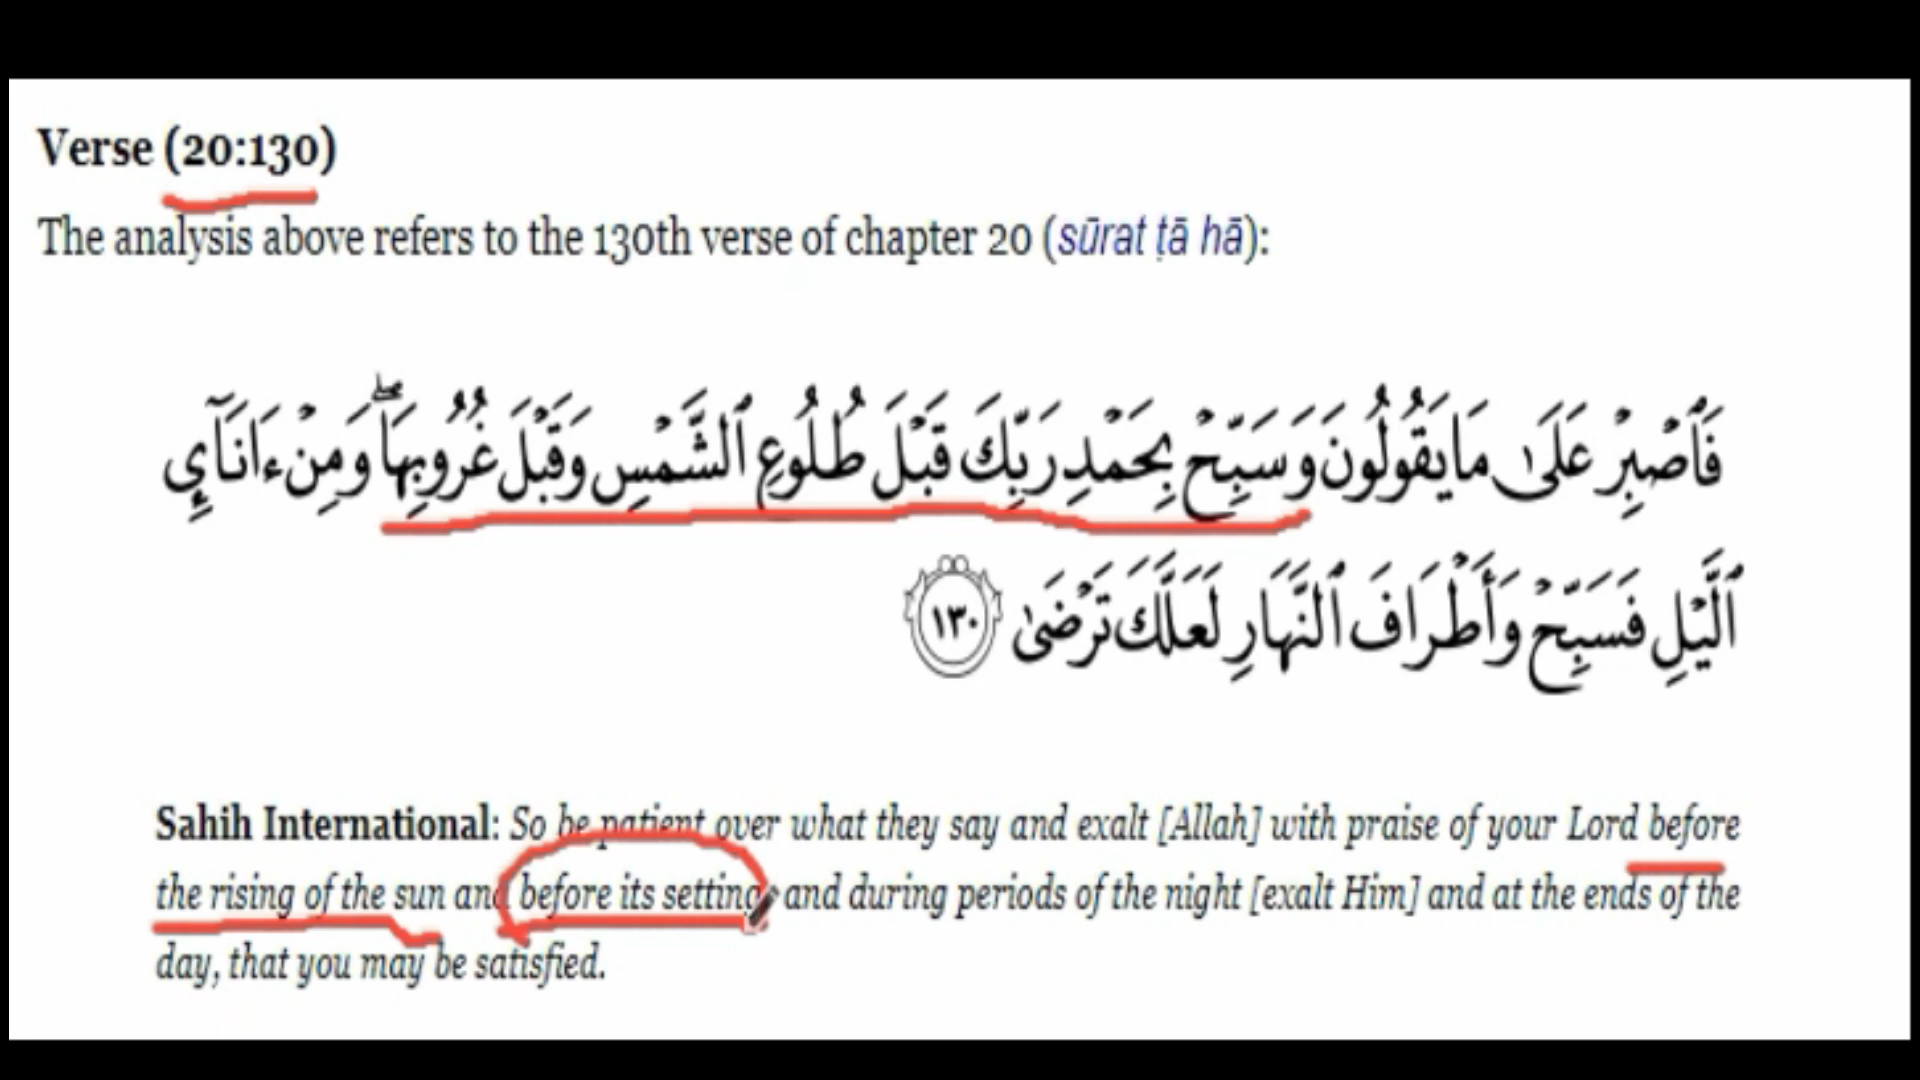 Verse (20:130)
The analysis above refers to the 130th verse of chapter 20 (sūrat ṭā hā):
فَٱصْبِرْ عَلَىٰ مَا يَقُولُونَ وَسَبِّحْ بِحَمْدِ رَبِّكَ قَبْلَ طُلُوعِ ٱلشَّمْسِ وَقَبْلَ غُرُوبِهَا ۖ وَمِنْ ءَانَآئِ
ٱلَّيْلِ فَسَبِّحْ وَأَطْرَافَ ٱلنَّهَارِ لَعَلَّكَ تَرْضَىٰ ١٣٠
Sahih International: So be patient over what they say and exalt [Allah] with praise of your Lord before
the rising of the sun and before its setting; and during periods of the night [exalt Him] and at the ends of the
day, that you may be satisfied.